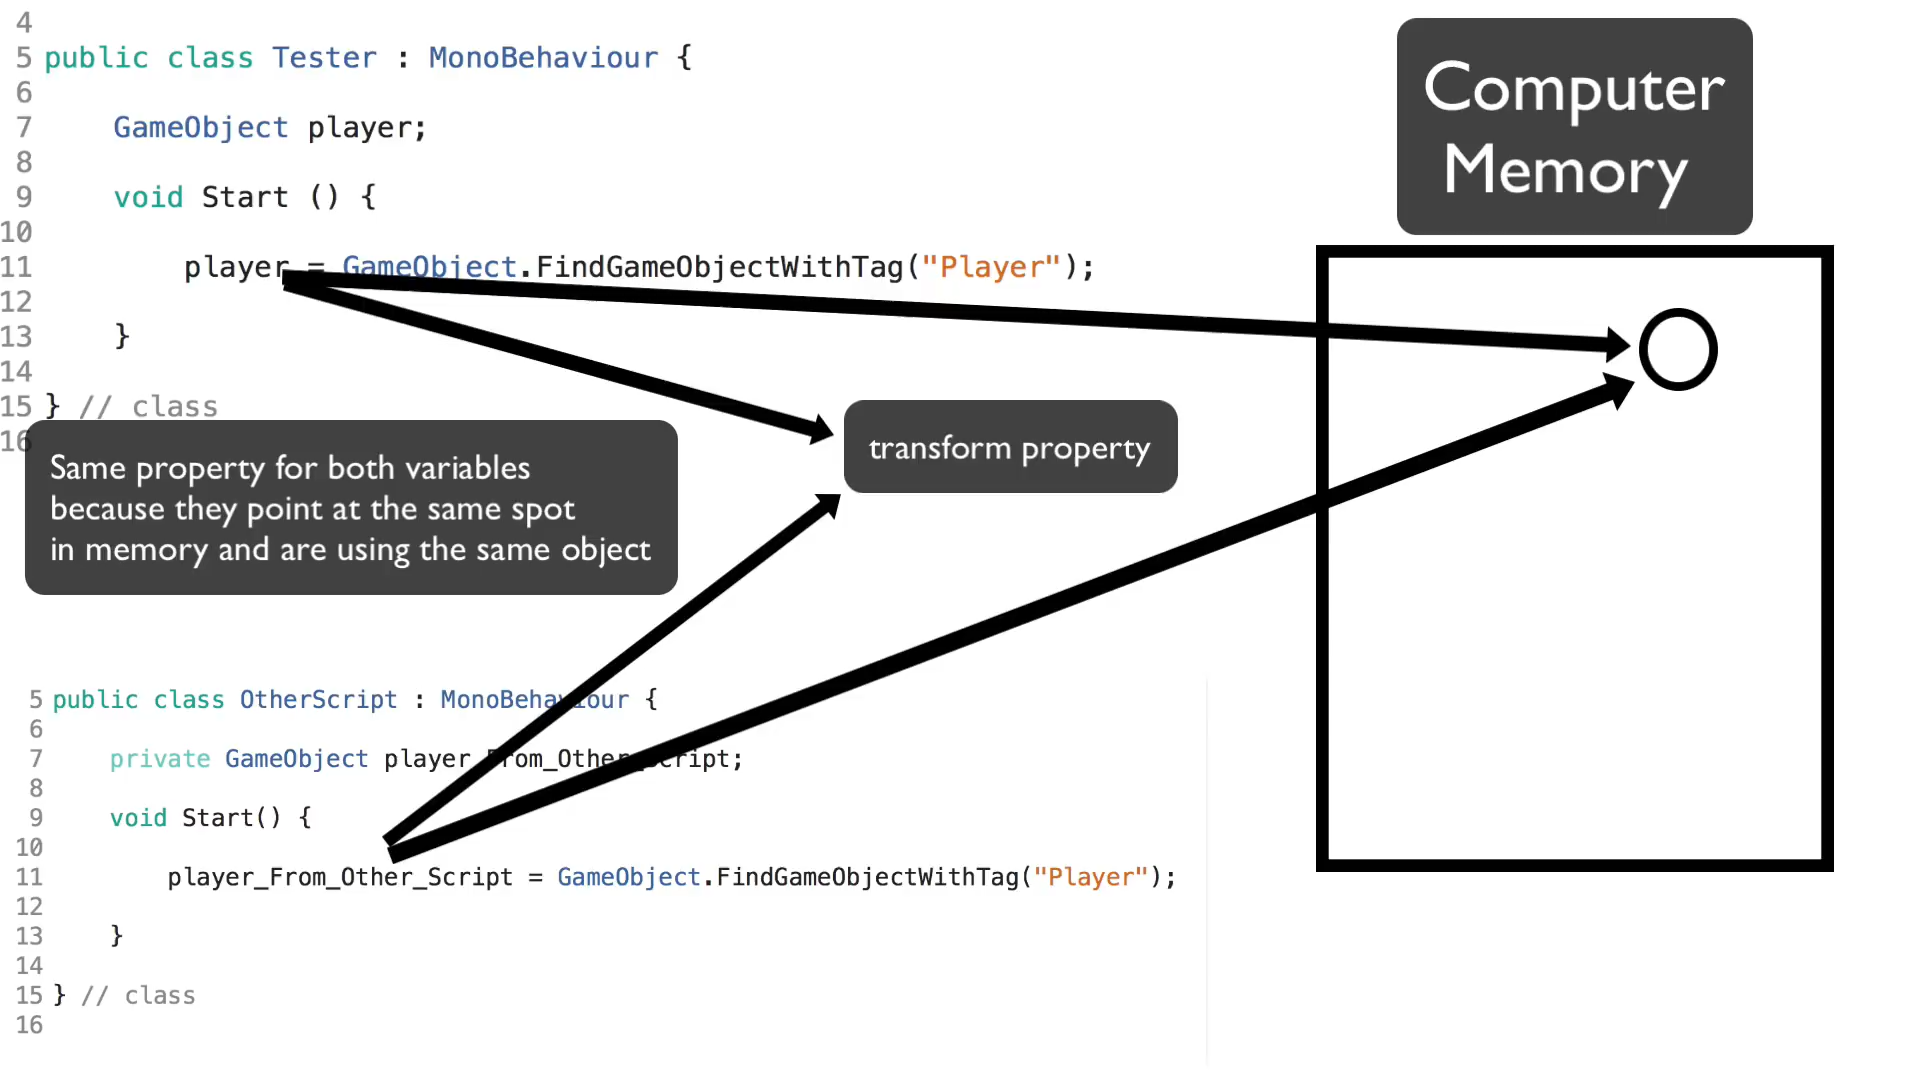 4
5 public class Tester : MonoBehaviour {
6
7 GameObject player;
8
9 void Start () {
10
11 player = GameObject.FindGameObjectWithTag("Player");
12
13 }
14
15 } // class
16
Computer
Memory
transform property
Same property for both variables
because they point at the same spot
in memory and are using the same object
5 public class OtherScript : MonoBehaviour {
6
7 private GameObject player_From_Other_Script;
8
9 void Start() {
10
11 player_From_Other_Script = GameObject.FindGameObjectWithTag("Player");
12
13 }
14
15 } // class
16